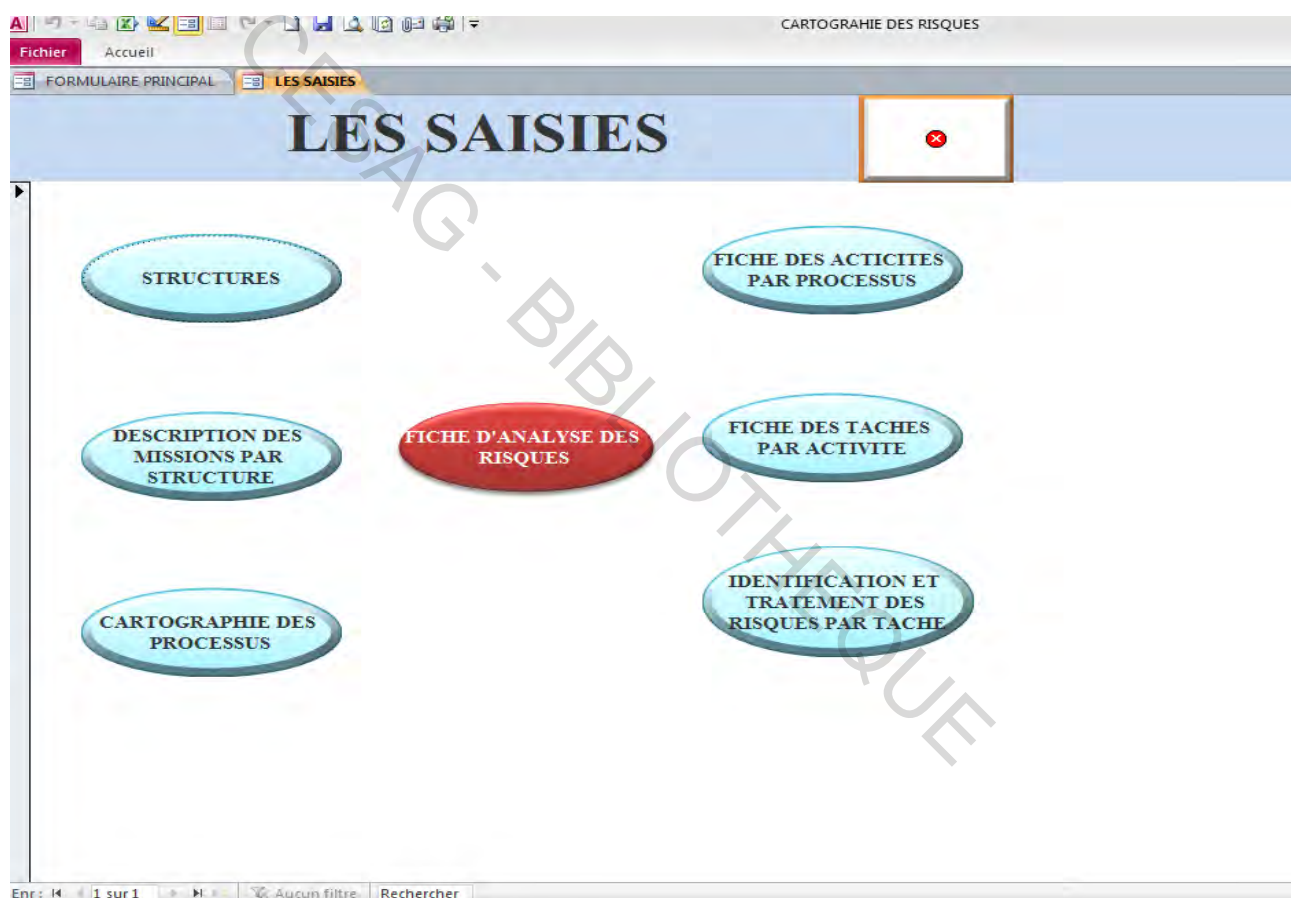 CARTOGRAHIE DES RISQUES
Fichier Accueil
FORMULAIRE PRINCIPAL LES SAISIES
LES SAISIES
STRUCTURES
FICHE DES ACTICITES
PAR PROCESSUS
DESCRIPTION DES
MISSIONS PAR
STRUCTURE
FICHE D'ANALYSE DES
RISQUES
FICHE DES TACHES
PAR ACTIVITE
CARTOGRAPHIE DES
PROCESSUS
IDENTIFICATION ET
TRATEMENT DES
RISQUES PAR TACHE
CESAG - BIBLIOTHEQUE
Enr : 1 sur 1 Aucun filtre Rechercher